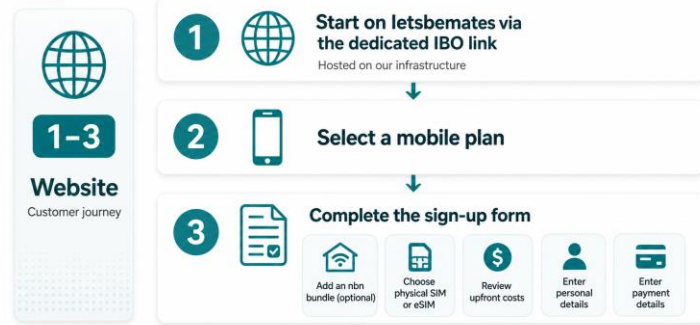 1-3
Website
Customer journey
1
Start on letsbemates via
the dedicated IBO link
Hosted on our infrastructure
2
Select a mobile plan
3
Complete the sign-up form
Add an nbn
bundle (optional)
Choose
physical SIM
or eSIM
$
Review
upfront costs
Enter
personal
details
Enter
payment
details